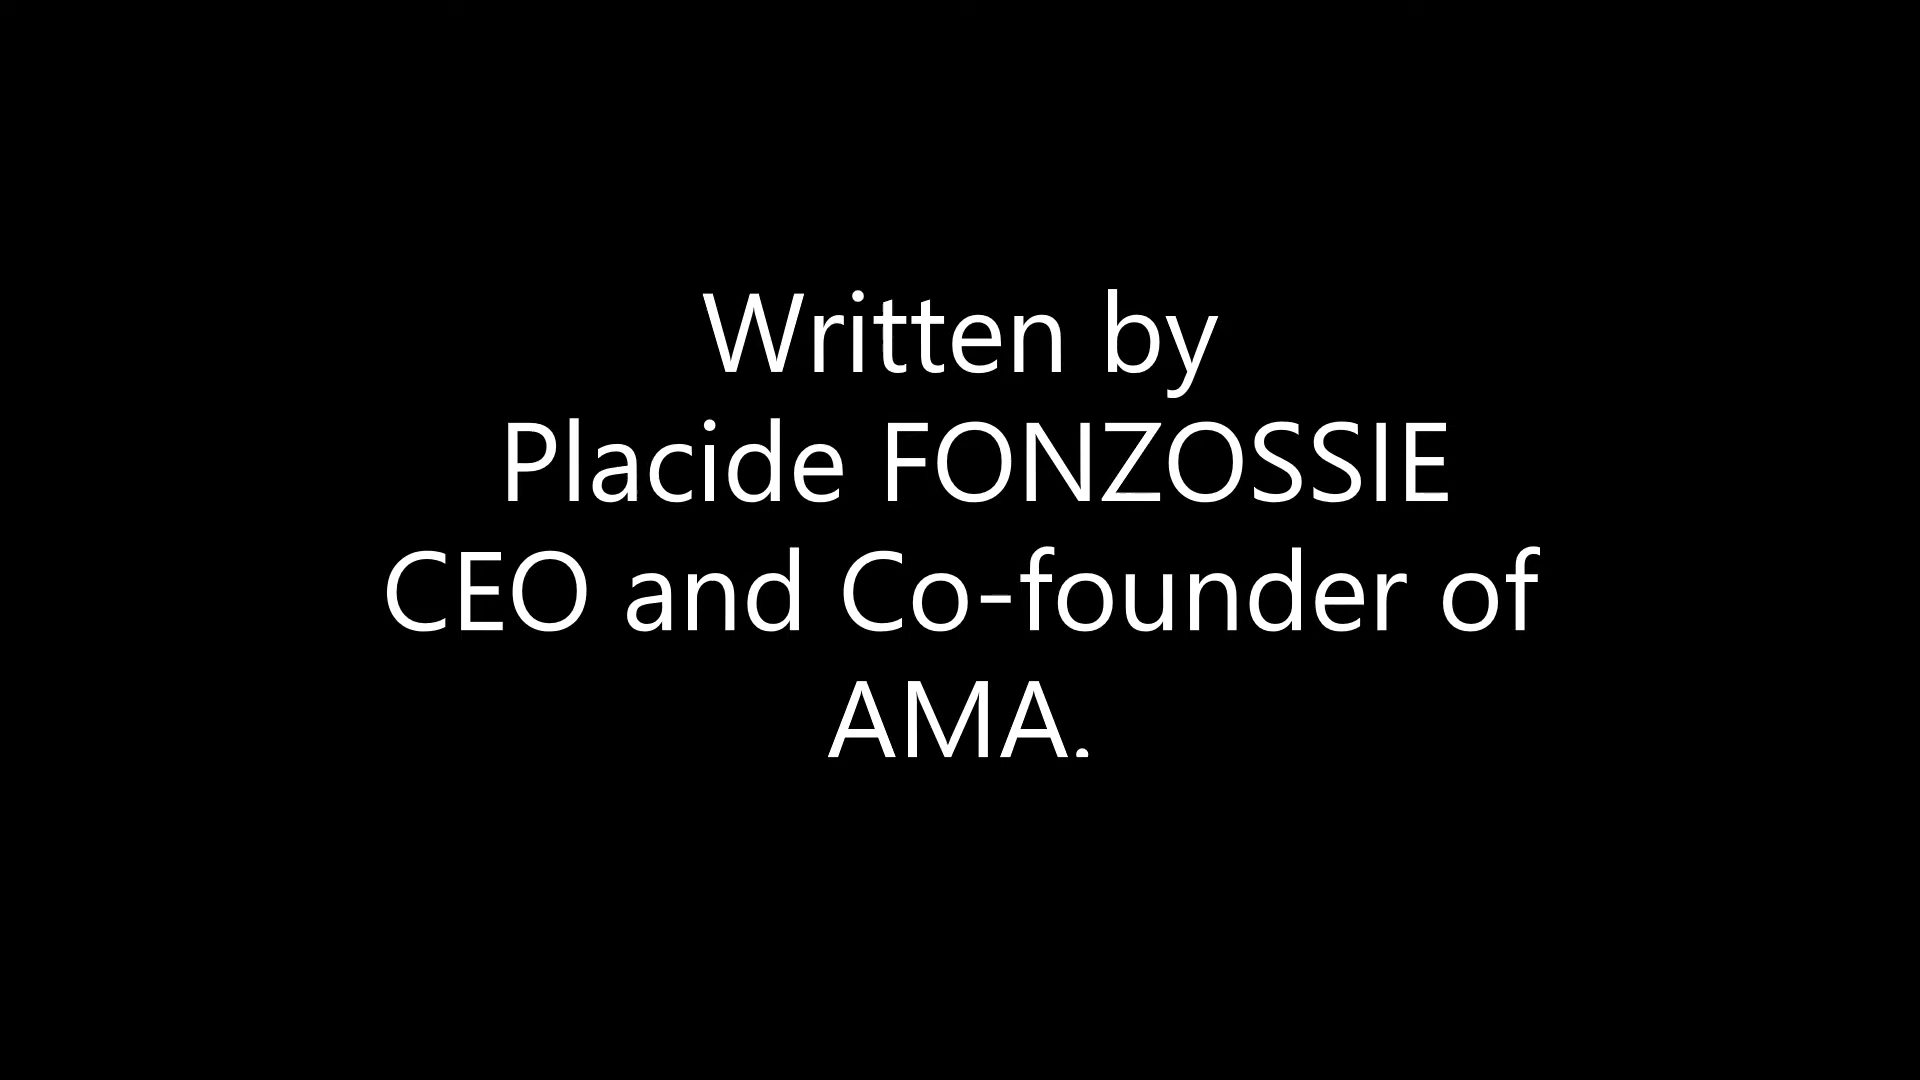 Written by
Placide FONZOSSIE
CEO and Co-founder of
AMA.